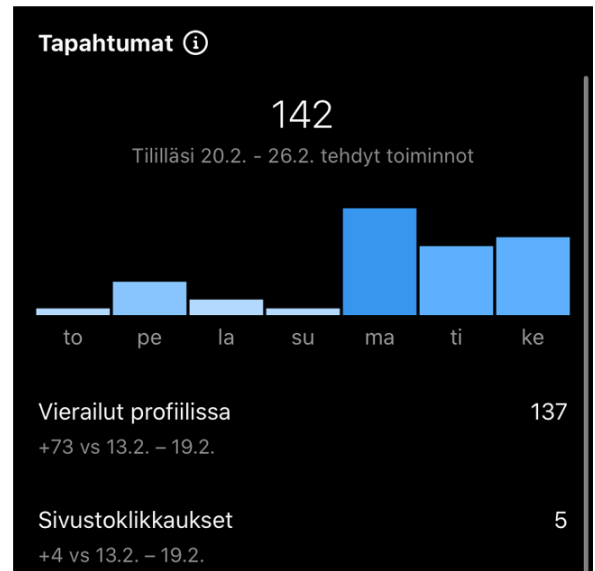 Tapahtumat
142
Tililläsi 20.2. - 26.2. tehdyt toiminnot
to pe la su ma ti ke
Vierailut profiilissa 137
+73 vs 13.2. – 19.2.
Sivustoklikkaukset 5
+4 vs 13.2. – 19.2.